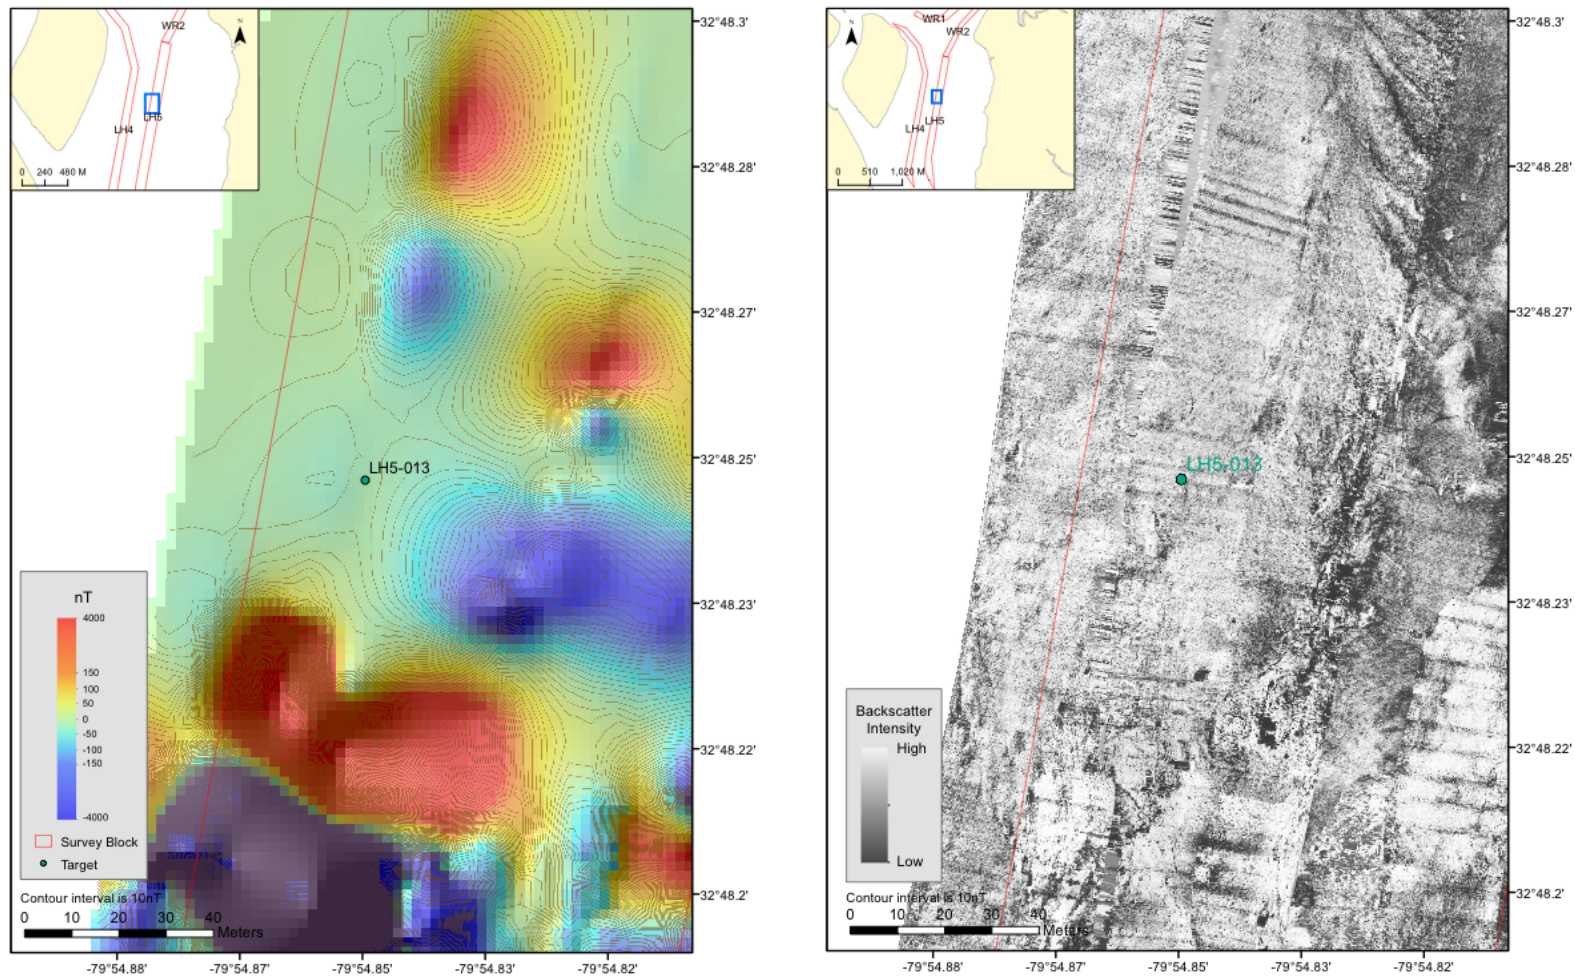 N
WR2
LH5
LH4
0 240 480 M
LH5-013
nT
4000
150
100
50
0
-50
-100
-150
-4000
Survey Block
Target
Contour interval is 10nT
0 10 20 30 40
Meters
32°48.3'
32°48.28'
32°48.27'
32°48.25'
32°48.23'
32°48.22'
32°48.2'
-79°54.88' -79°54.87' -79°54.85' -79°54.83' -79°54.82'
N
WR1
WR2
LH4
LH5
0 510 1,020 M
LH5-013
Backscatter
Intensity
High
Low
Contour interval is 10nT
0 10 20 30 40
Meters
32°48.3'
32°48.28'
32°48.27'
32°48.25'
32°48.23'
32°48.22'
32°48.2'
-79°54.88' -79°54.87' -79°54.85' -79°54.83' -79°54.82'